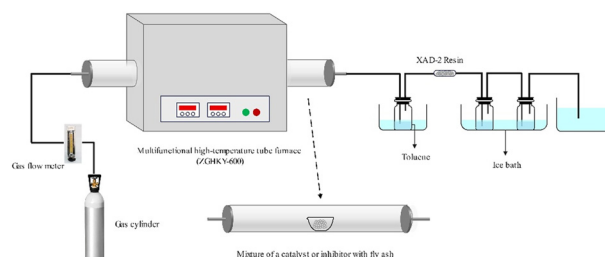 XAD-2 Resin
Multifunctional high-temperature tube furnace
(ZGHKY-600)
Toluene
Ice bath
Gas flow meter
Gas cylinder
Mixture of a catalyst or inhibitor with fly ash